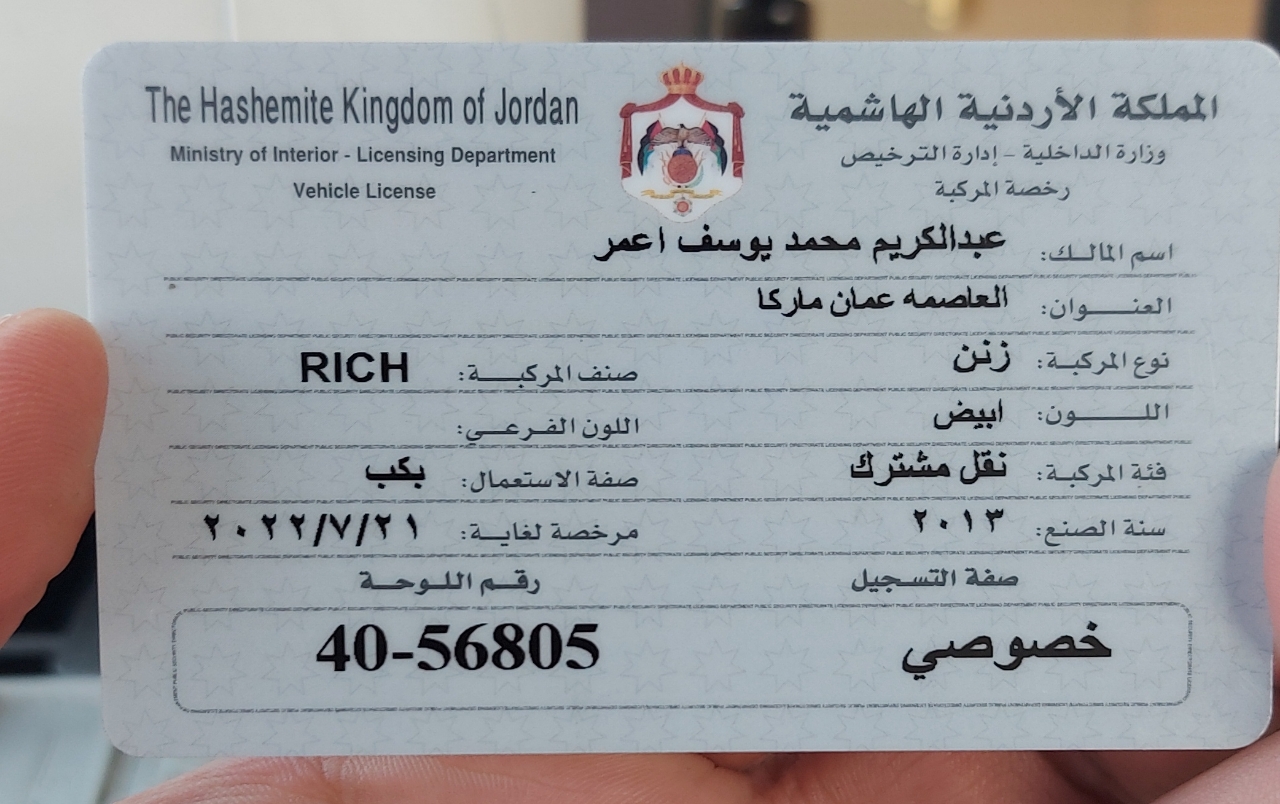 The Hashemite Kingdom of Jordan
Ministry of Interior - Licensing Department
Vehicle License
المملكة الأردنية الهاشمية
وزارة الداخلية - إدارة الترخيص
رخصة المركبة
اسم المالك: عبدالكريم محمد يوسف اعمر
العنوان: العاصمه عمان ماركا
نوع المركبة: زنن صنف المركبة: RICH
اللون: ابيض اللون الفرعي:
فئة المركبة: نقل مشترك صفة الاستعمال: بكب
سنة الصنع: ٢٠١٣ مرخصة لغاية: ٢٠٢٢/٧/٢١
صفة التسجيل رقم اللوحة
خصوصي 40-56805